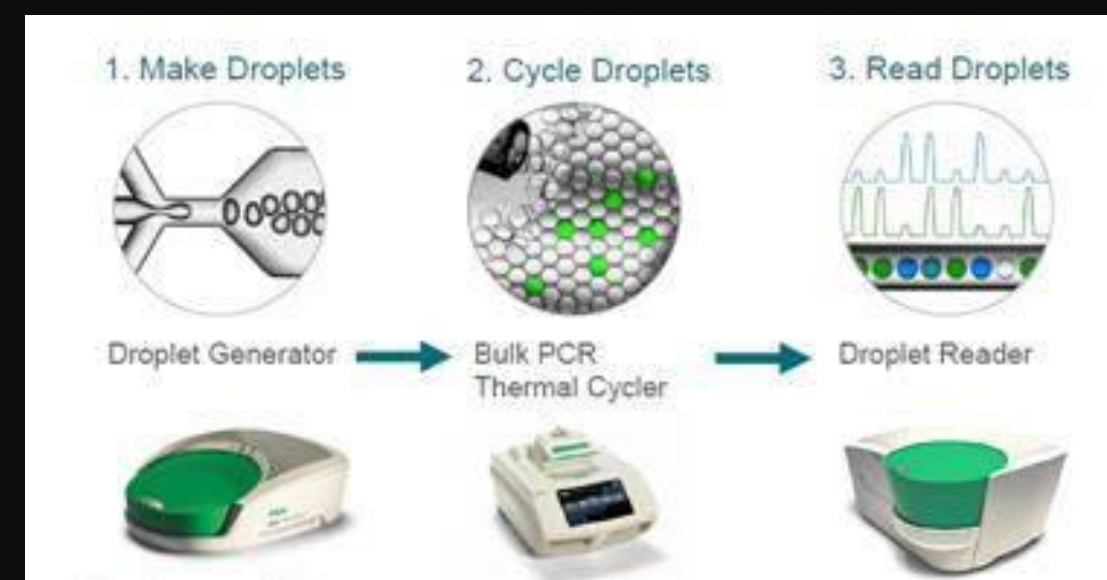 1. Make Droplets
2. Cycle Droplets
3. Read Droplets
Droplet Generator
Bulk PCR
Thermal Cycler
Droplet Reader